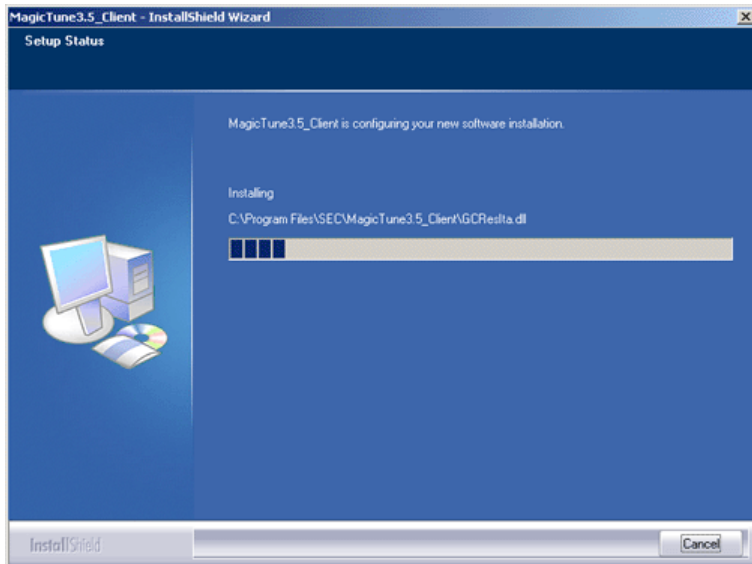 MagicTune3.5_Client - InstallShield Wizard
Setup Status
MagicTune3.5_Client is configuring your new software installation.
Installing
C:\Program Files\SEC\MagicTune3.5_Client\GCResIta.dll
InstallShield
Cancel